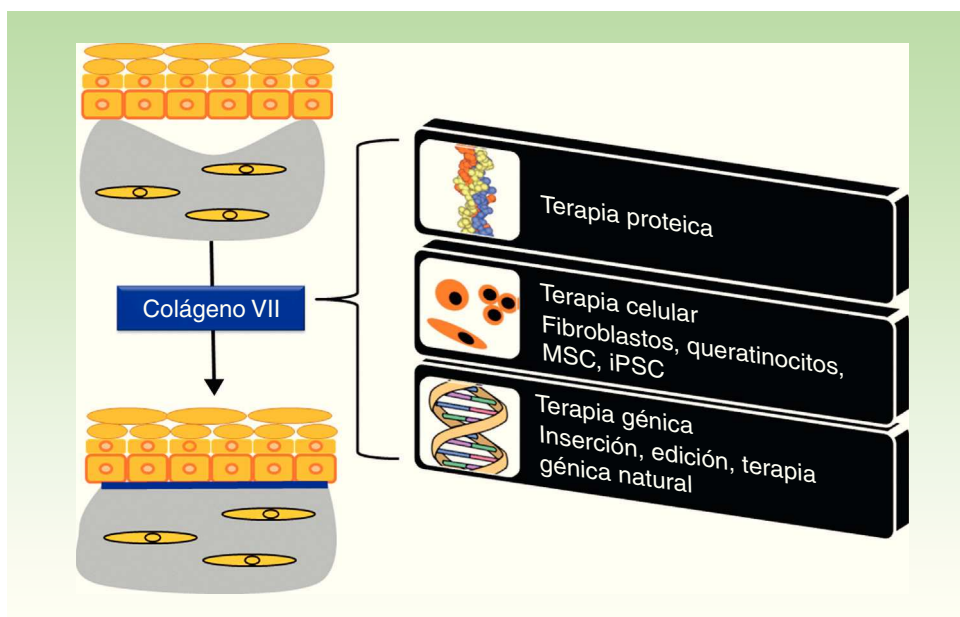 Colágeno VII
Terapia proteica
Terapia celular
Fibroblastos, queratinocitos,
MSC, iPSC
Terapia génica
Inserción, edición, terapia
génica natural